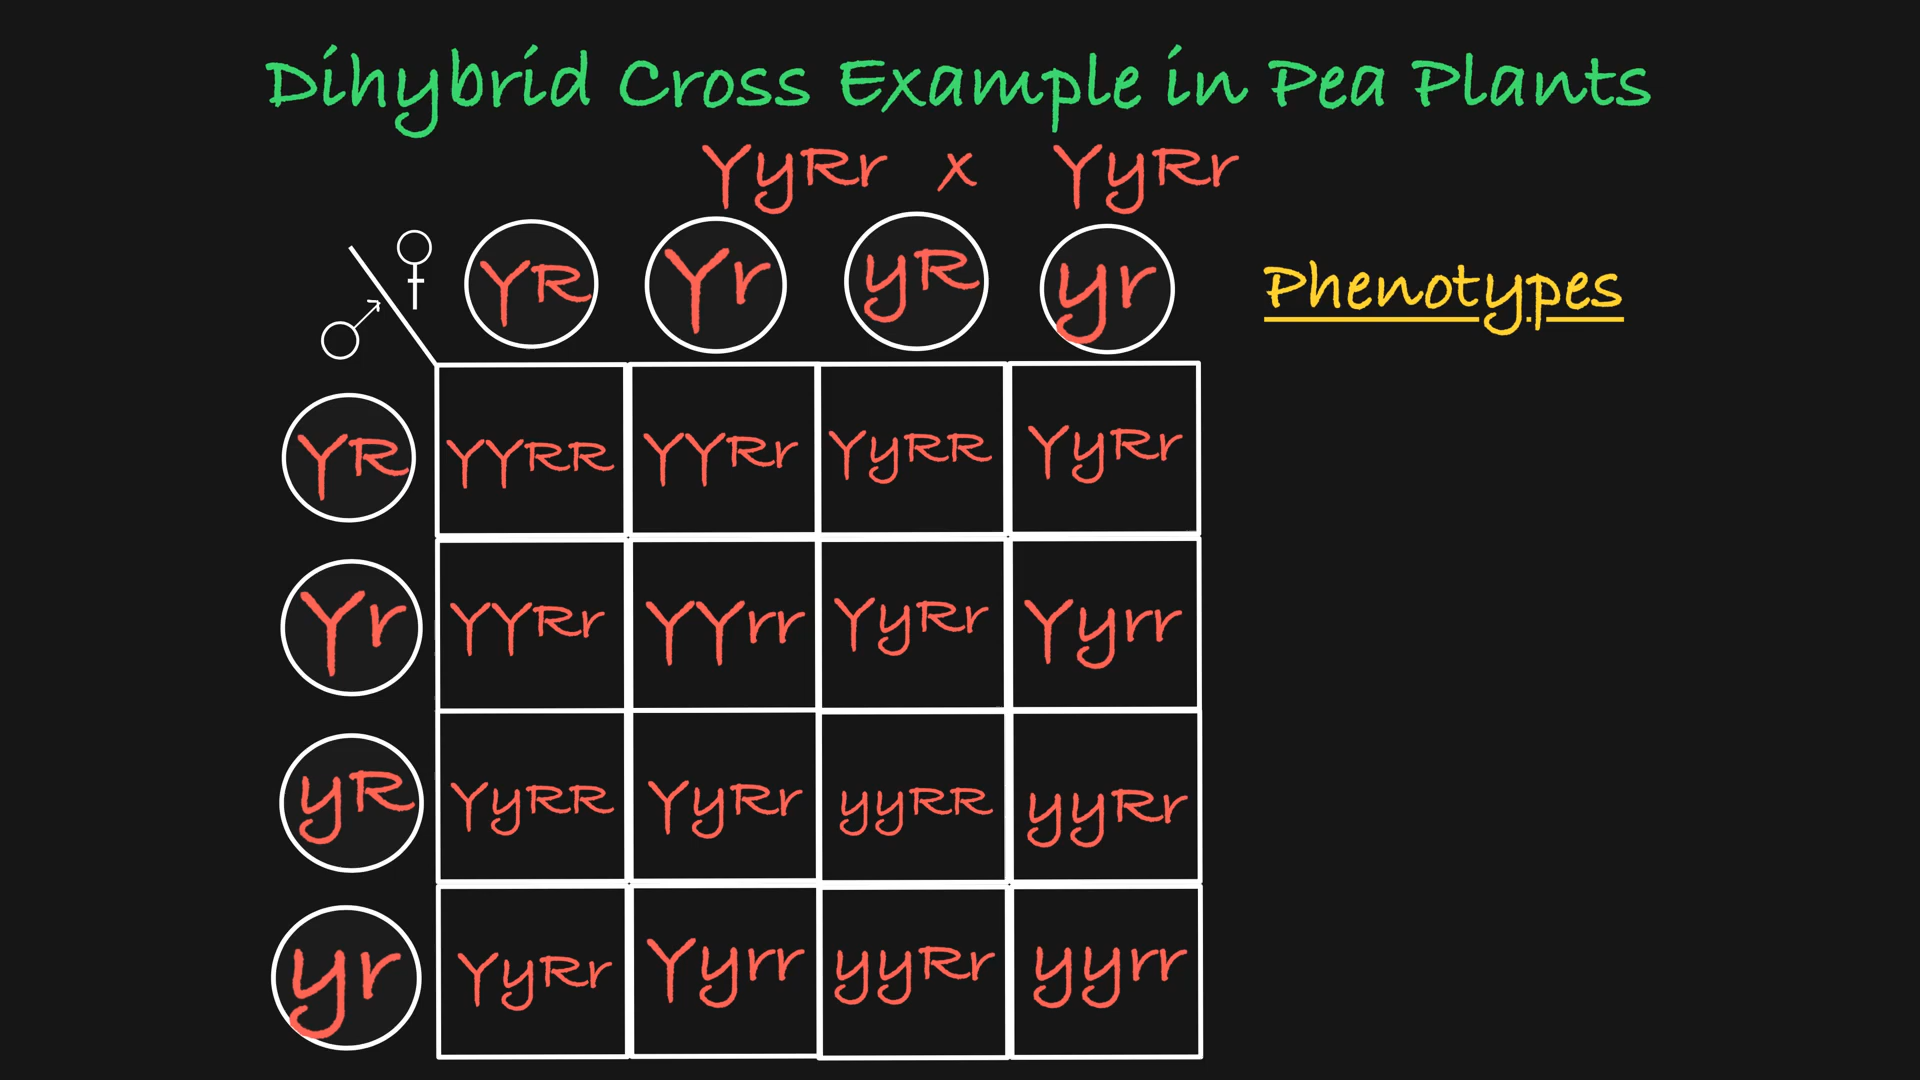 Dihybrid Cross Example in Pea Plants
YyRr x YyRr
YR Yr yR yr
Phenotypes
YR YYRR YYRr YyRR YyRr
Yr YYRr YYrr YyRr Yyrr
yR YyRR YyRr yyRR yyRr
yr YyRr Yyrr yyRr yyrr